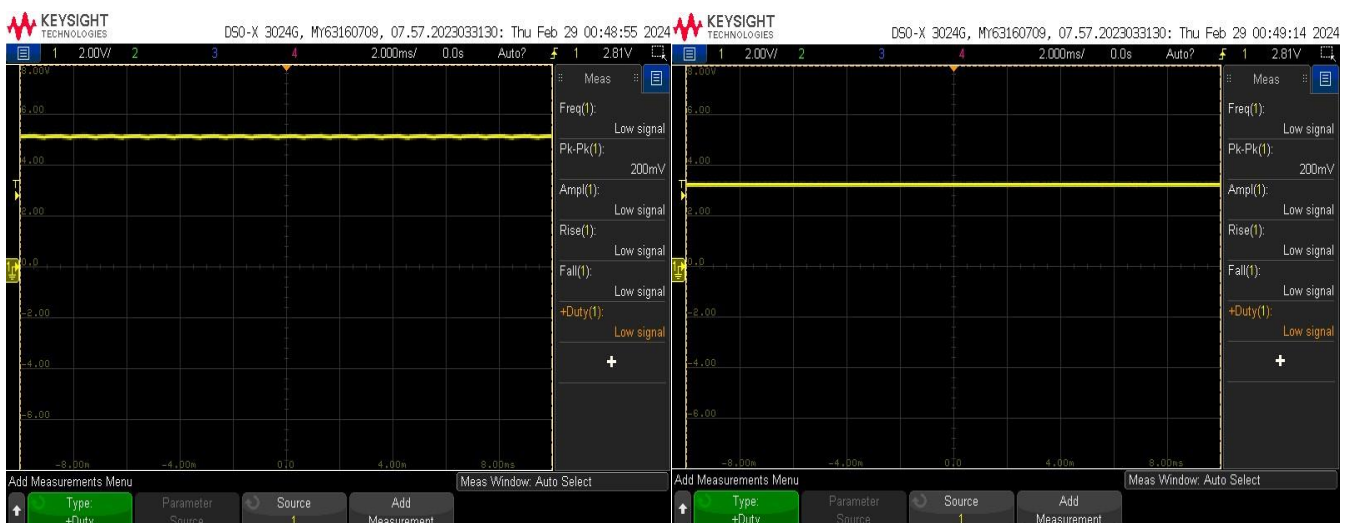 KEYSIGHT
TECHNOLOGIES
DSO-X 3024G, MY63160709, 07.57.2023033130: Thu Feb 29 00:48:55 2024
1 2.00V/ 2 3 4 2.000ms/ 0.0s Auto? 1 2.81V
8.00V
6.00
4.00
2.00
0.0
-2.00
-4.00
-6.00
-8.00m -4.00m 0.0 4.00m 8.00ms
T
1
Meas
Freq(1):
Low signal
Pk-Pk(1):
200mV
Ampl(1):
Low signal
Rise(1):
Low signal
Fall(1):
Low signal
+Duty(1):
Low signal
+
Add Measurements Menu
Meas Window: Auto Select
Type:
+Duty
Parameter
Source
Source
1
Add
Measurement
KEYSIGHT
TECHNOLOGIES
DSO-X 3024G, MY63160709, 07.57.2023033130: Thu Feb 29 00:49:14 2024
1 2.00V/ 2 3 4 2.000ms/ 0.0s Auto? 1 2.81V
8.00V
6.00
4.00
2.00
0.0
-2.00
-4.00
-6.00
-8.00m -4.00m 0.0 4.00m 8.00ms
T
1
Meas
Freq(1):
Low signal
Pk-Pk(1):
200mV
Ampl(1):
Low signal
Rise(1):
Low signal
Fall(1):
Low signal
+Duty(1):
Low signal
+
Add Measurements Menu
Meas Window: Auto Select
Type:
+Duty
Parameter
Source
Source
1
Add
Measurement